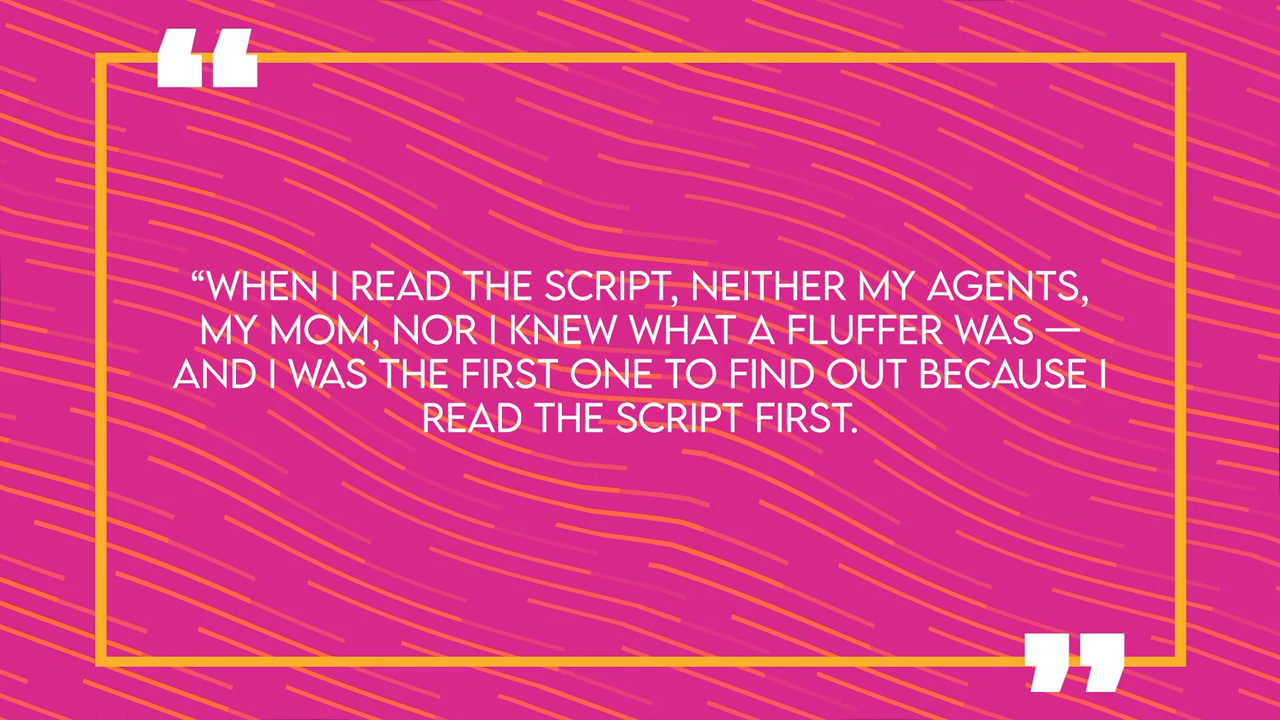 “WHEN I READ THE SCRIPT, NEITHER MY AGENTS,
MY MOM, NOR I KNEW WHAT A FLUFFER WAS —
AND I WAS THE FIRST ONE TO FIND OUT BECAUSE I
READ THE SCRIPT FIRST.